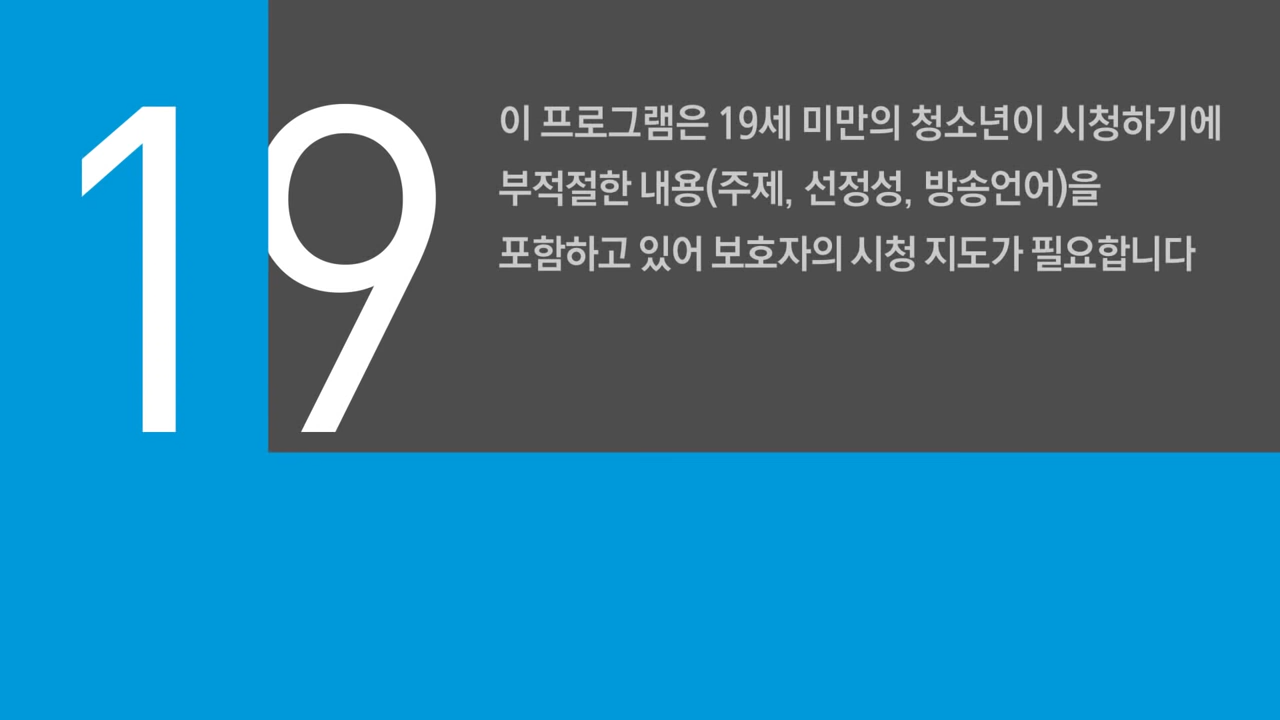 19
이 프로그램은 19세 미만의 청소년이 시청하기에
부적절한 내용(주제, 선정성, 방송언어)을
포함하고 있어 보호자의 시청 지도가 필요합니다